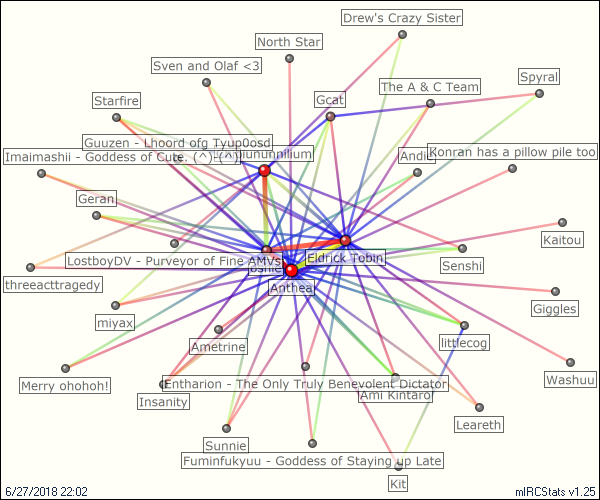 Drew's Crazy Sister
North Star
Sven and Olaf <3
Spyral
The A & C Team
Starfire
Gcat
Guuzen - Lhoord ofg Tyup0osd
Imaimashii - Goddess of Cute. (^)_(^)
Andi
Konran has a pillow pile too
Geran
Kaitou
LostboyDV - Purveyor of Fine AMVs
Eldrick Tobin
Senshi
threeacttragedy
Anthea
Giggles
miyax
Ametrine
littlecog
Merry ohohoh!
Entharion - The Only Truly Benevolent Dictator
Washuu
Insanity
Ami Kintaro!
Leareth
Sunnie
Fuminfukyuu - Goddess of Staying up Late
Kit
6/27/2018 22:02
mIRCStats v1.25